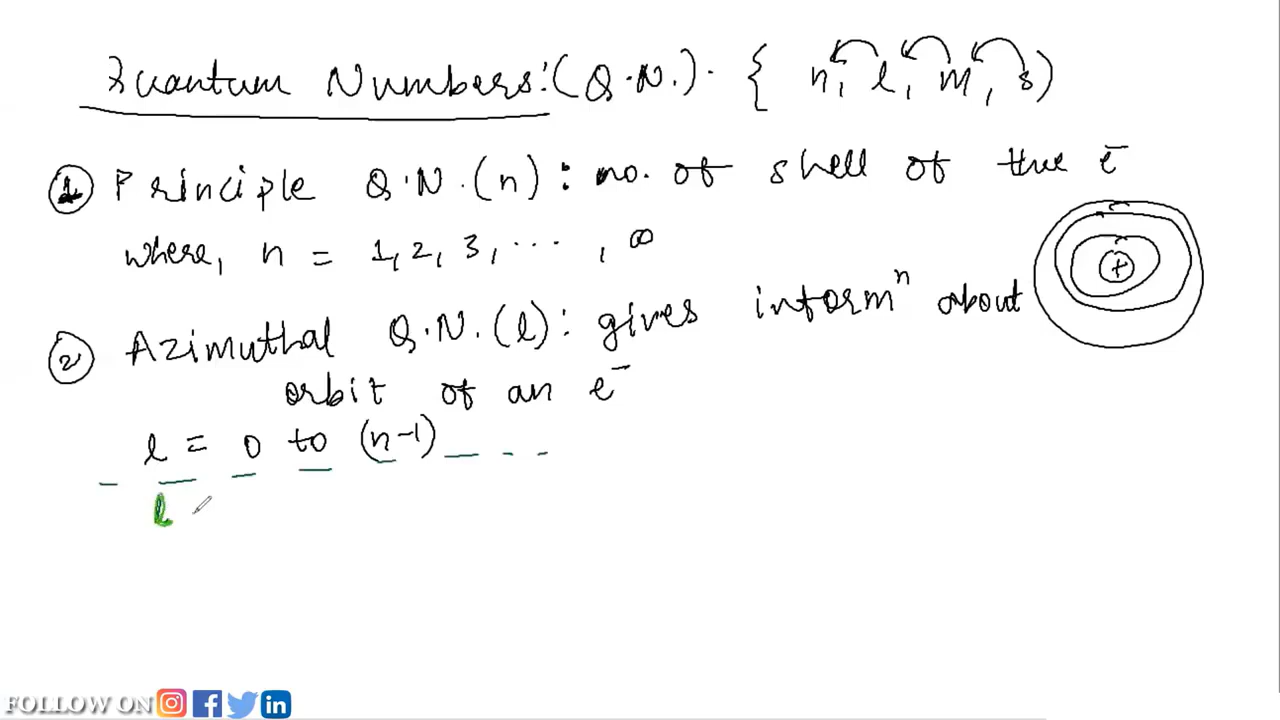 Quantum Numbers:(Q.N.). { n, l, m, s)
① Principle Q.N.(n): no. of shell of the e⁻
where, n = 1, 2, 3, ..., ∞
+
② Azimuthal Q.N.(l): gives informⁿ about
orbit of an e⁻
l = 0 to (n-1)
l
FOLLOW ON